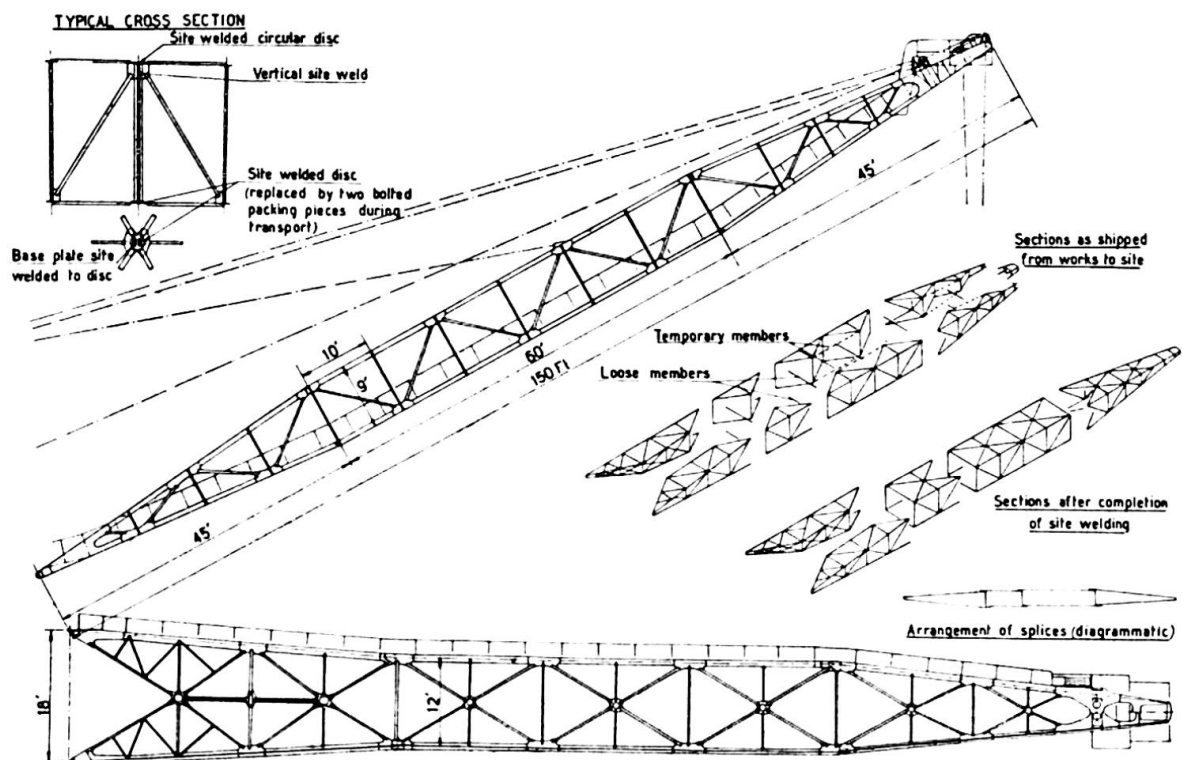 TYPICAL CROSS SECTION
Site welded circular disc
Vertical site weld
Site welded disc
(replaced by two bolted
packing pieces during
transport)
Base plate site
welded to disc
45'
Sections as shipped
from works to site
Temporary members
Loose members
10'
9'
60'
150 Ft
45'
Sections after completion
of site welding
Arrangement of splices (diagrammatic)
18'
12'